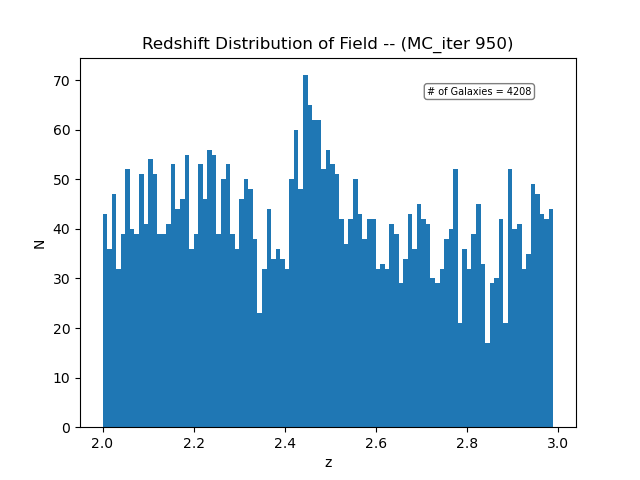 Redshift Distribution of Field -- (MC_iter 950)
# of Galaxies = 4208
70
60
50
40
30
20
10
0
N
2.0 2.2 2.4 2.6 2.8 3.0
z